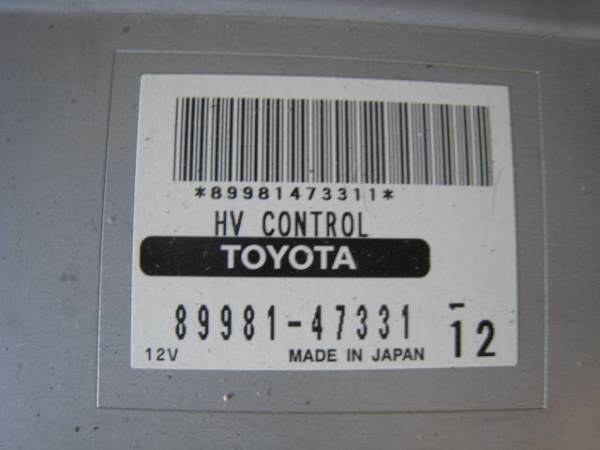 *89981473311*
HV CONTROL
TOYOTA
89981-47331 12
12V MADE IN JAPAN